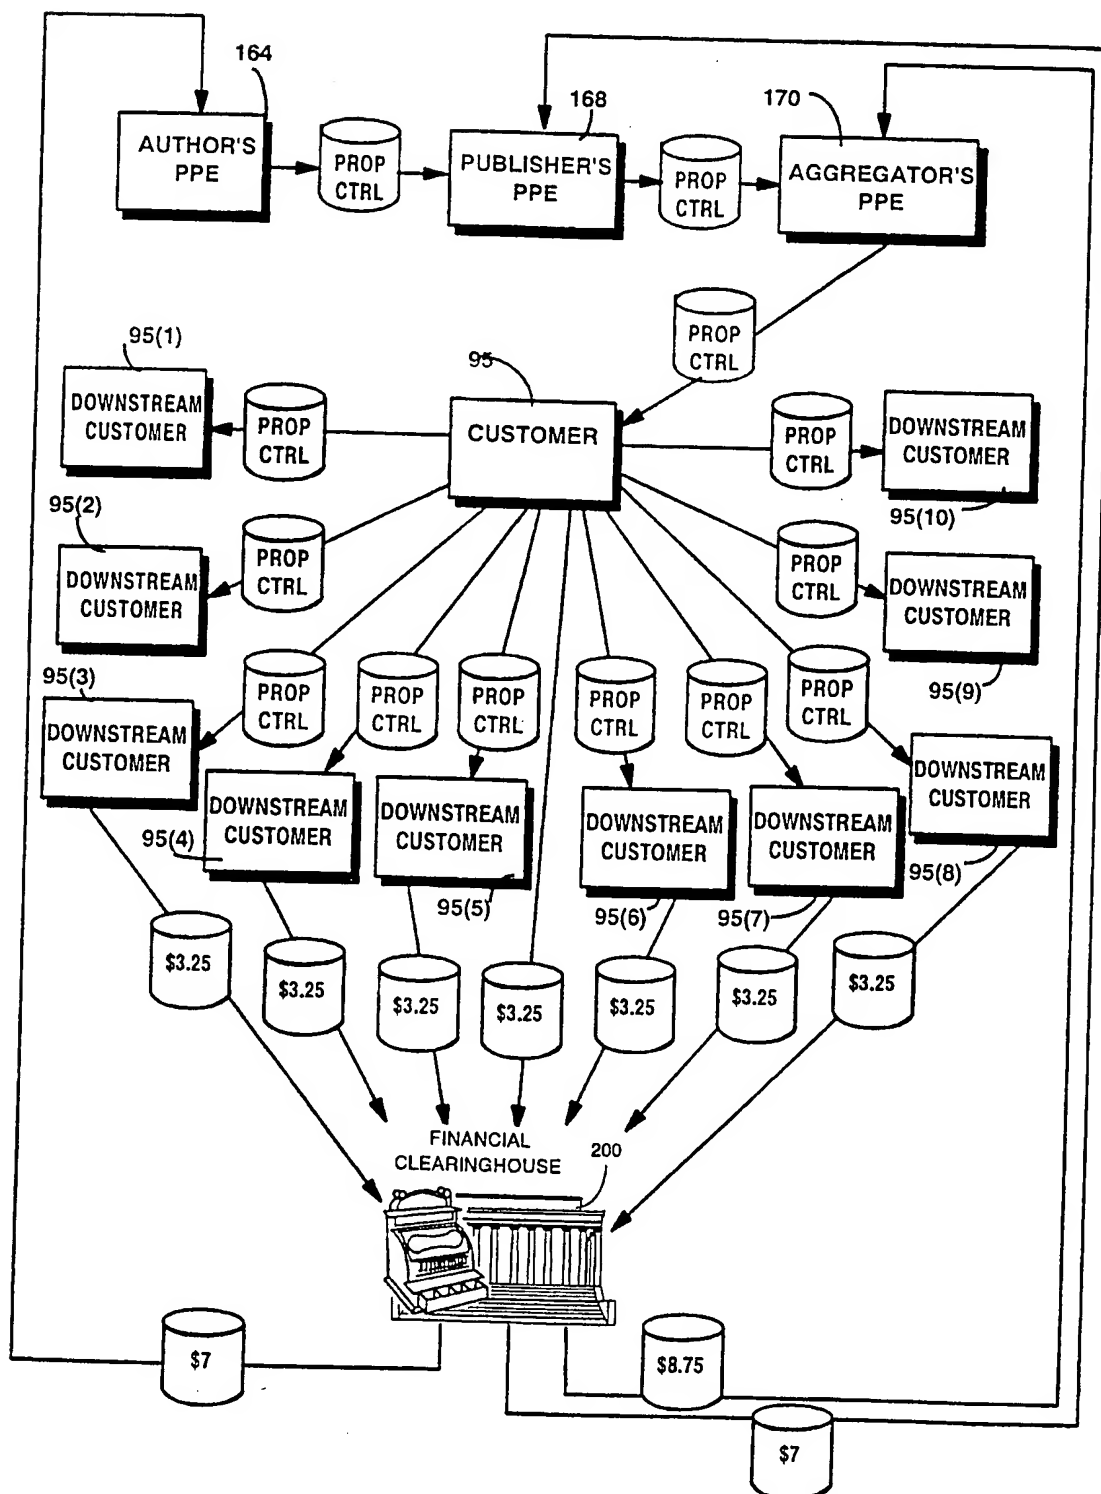 164
168
170
AUTHOR'S
PPE
PROP
CTRL
PUBLISHER'S
PPE
PROP
CTRL
AGGREGATOR'S
PPE
PROP
CTRL
95(1)
95
DOWNSTREAM
CUSTOMER
PROP
CTRL
CUSTOMER
PROP
CTRL
DOWNSTREAM
CUSTOMER
95(10)
95(2)
DOWNSTREAM
CUSTOMER
PROP
CTRL
PROP
CTRL
DOWNSTREAM
CUSTOMER
95(9)
95(3)
DOWNSTREAM
CUSTOMER
PROP
CTRL
PROP
CTRL
PROP
CTRL
PROP
CTRL
PROP
CTRL
PROP
CTRL
DOWNSTREAM
CUSTOMER
95(4)
DOWNSTREAM
CUSTOMER
95(5)
DOWNSTREAM
CUSTOMER
95(6)
DOWNSTREAM
CUSTOMER
95(7)
DOWNSTREAM
CUSTOMER
95(8)
$3.25
$3.25
$3.25
$3.25
$3.25
$3.25
$3.25
FINANCIAL
CLEARINGHOUSE
200
$7
$8.75
$7